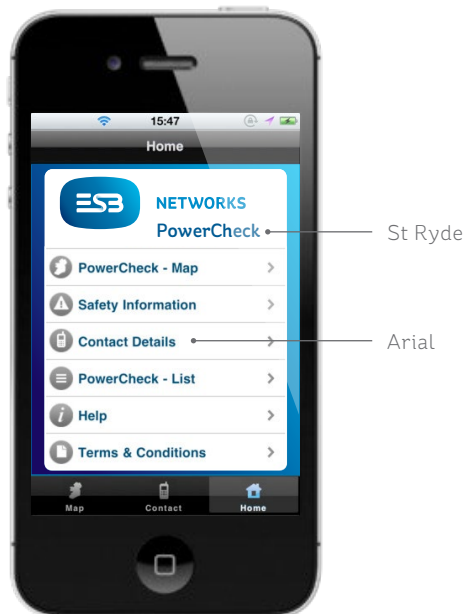 15:47
Home
ESB
NETWORKS
PowerCheck
St Ryde
PowerCheck - Map
Safety Information
Contact Details
Arial
PowerCheck - List
Help
Terms & Conditions
Map
Contact
Home